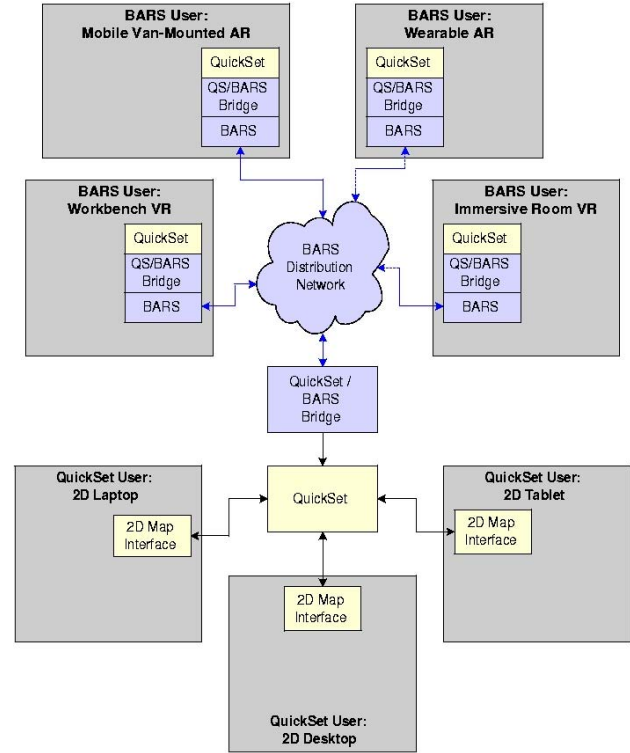 BARS User:
Mobile Van-Mounted AR
QuickSet
QS/BARS
Bridge
BARS
BARS User:
Wearable AR
QuickSet
QS/BARS
Bridge
BARS
BARS User:
Workbench VR
QuickSet
QS/BARS
Bridge
BARS
BARS
Distribution
Network
BARS User:
Immersive Room VR
QuickSet
QS/BARS
Bridge
BARS
QuickSet /
BARS
Bridge
QuickSet User:
2D Laptop
2D Map
Interface
QuickSet
QuickSet User:
2D Tablet
2D Map
Interface
2D Map
Interface
QuickSet User:
2D Desktop